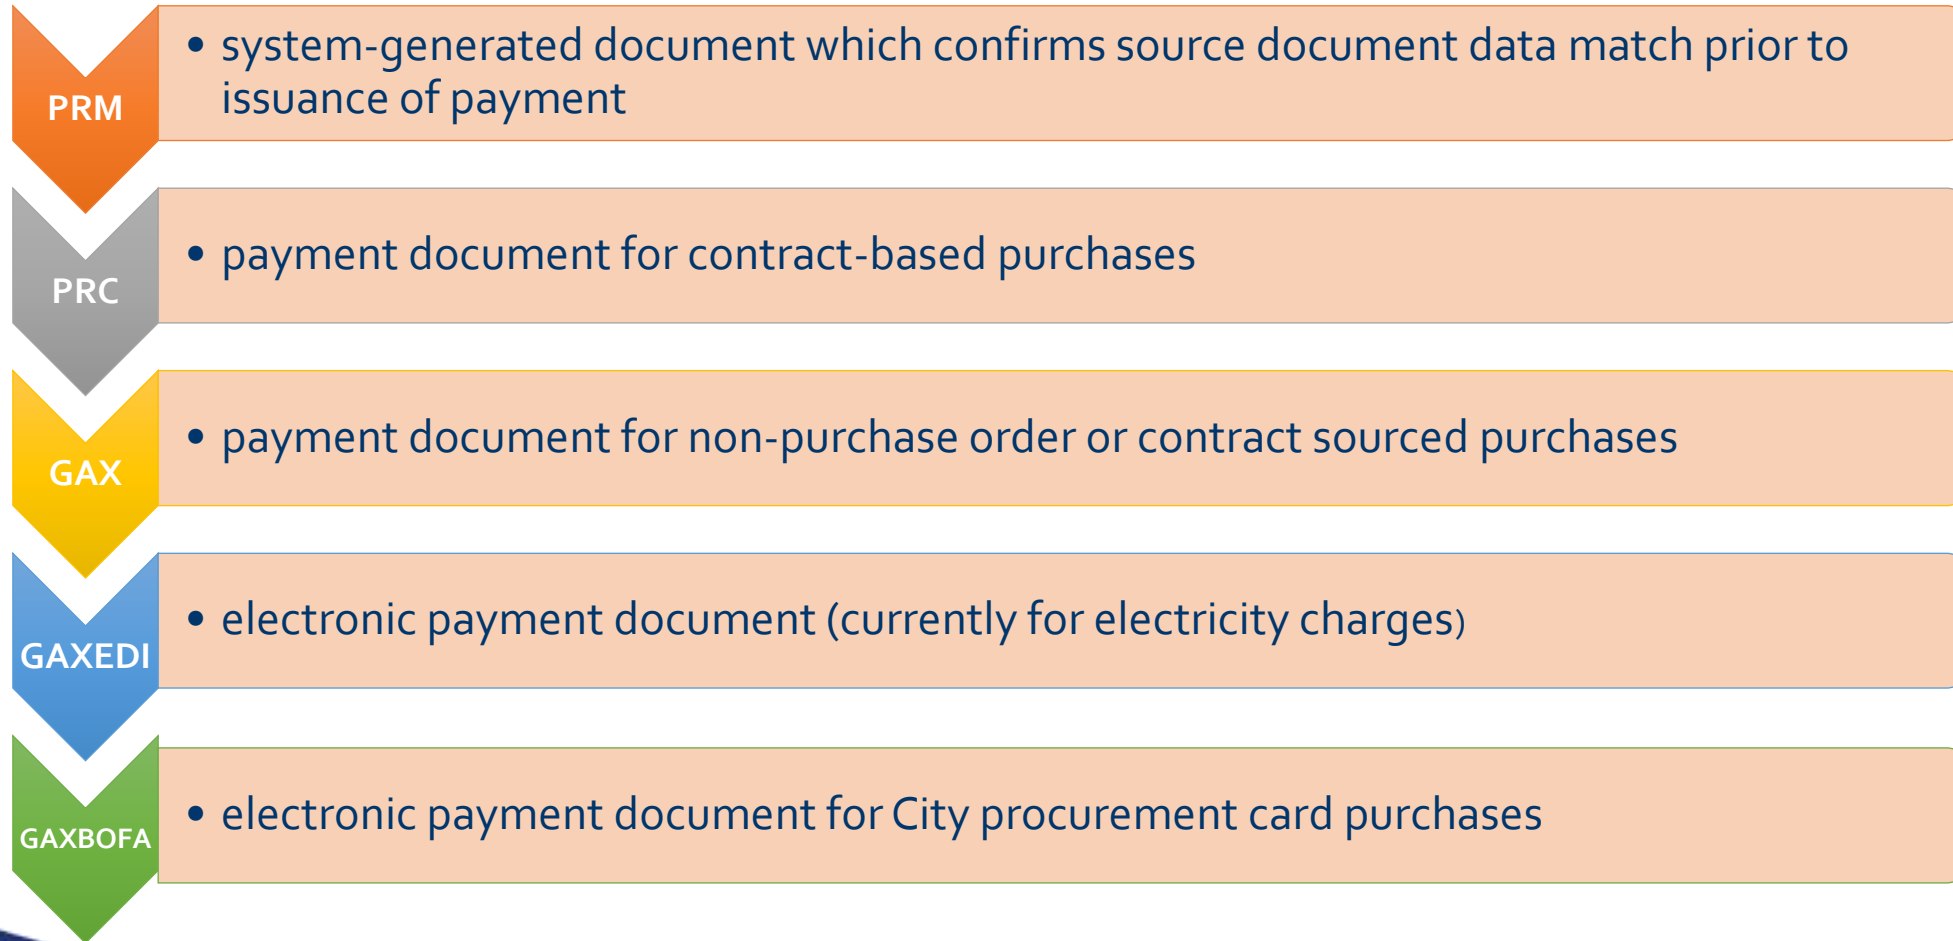 PRM
• system-generated document which confirms source document data match prior to
issuance of payment
PRC
• payment document for contract-based purchases
GAX
• payment document for non-purchase order or contract sourced purchases
GAXEDI
• electronic payment document (currently for electricity charges)
GAXBOFA
• electronic payment document for City procurement card purchases